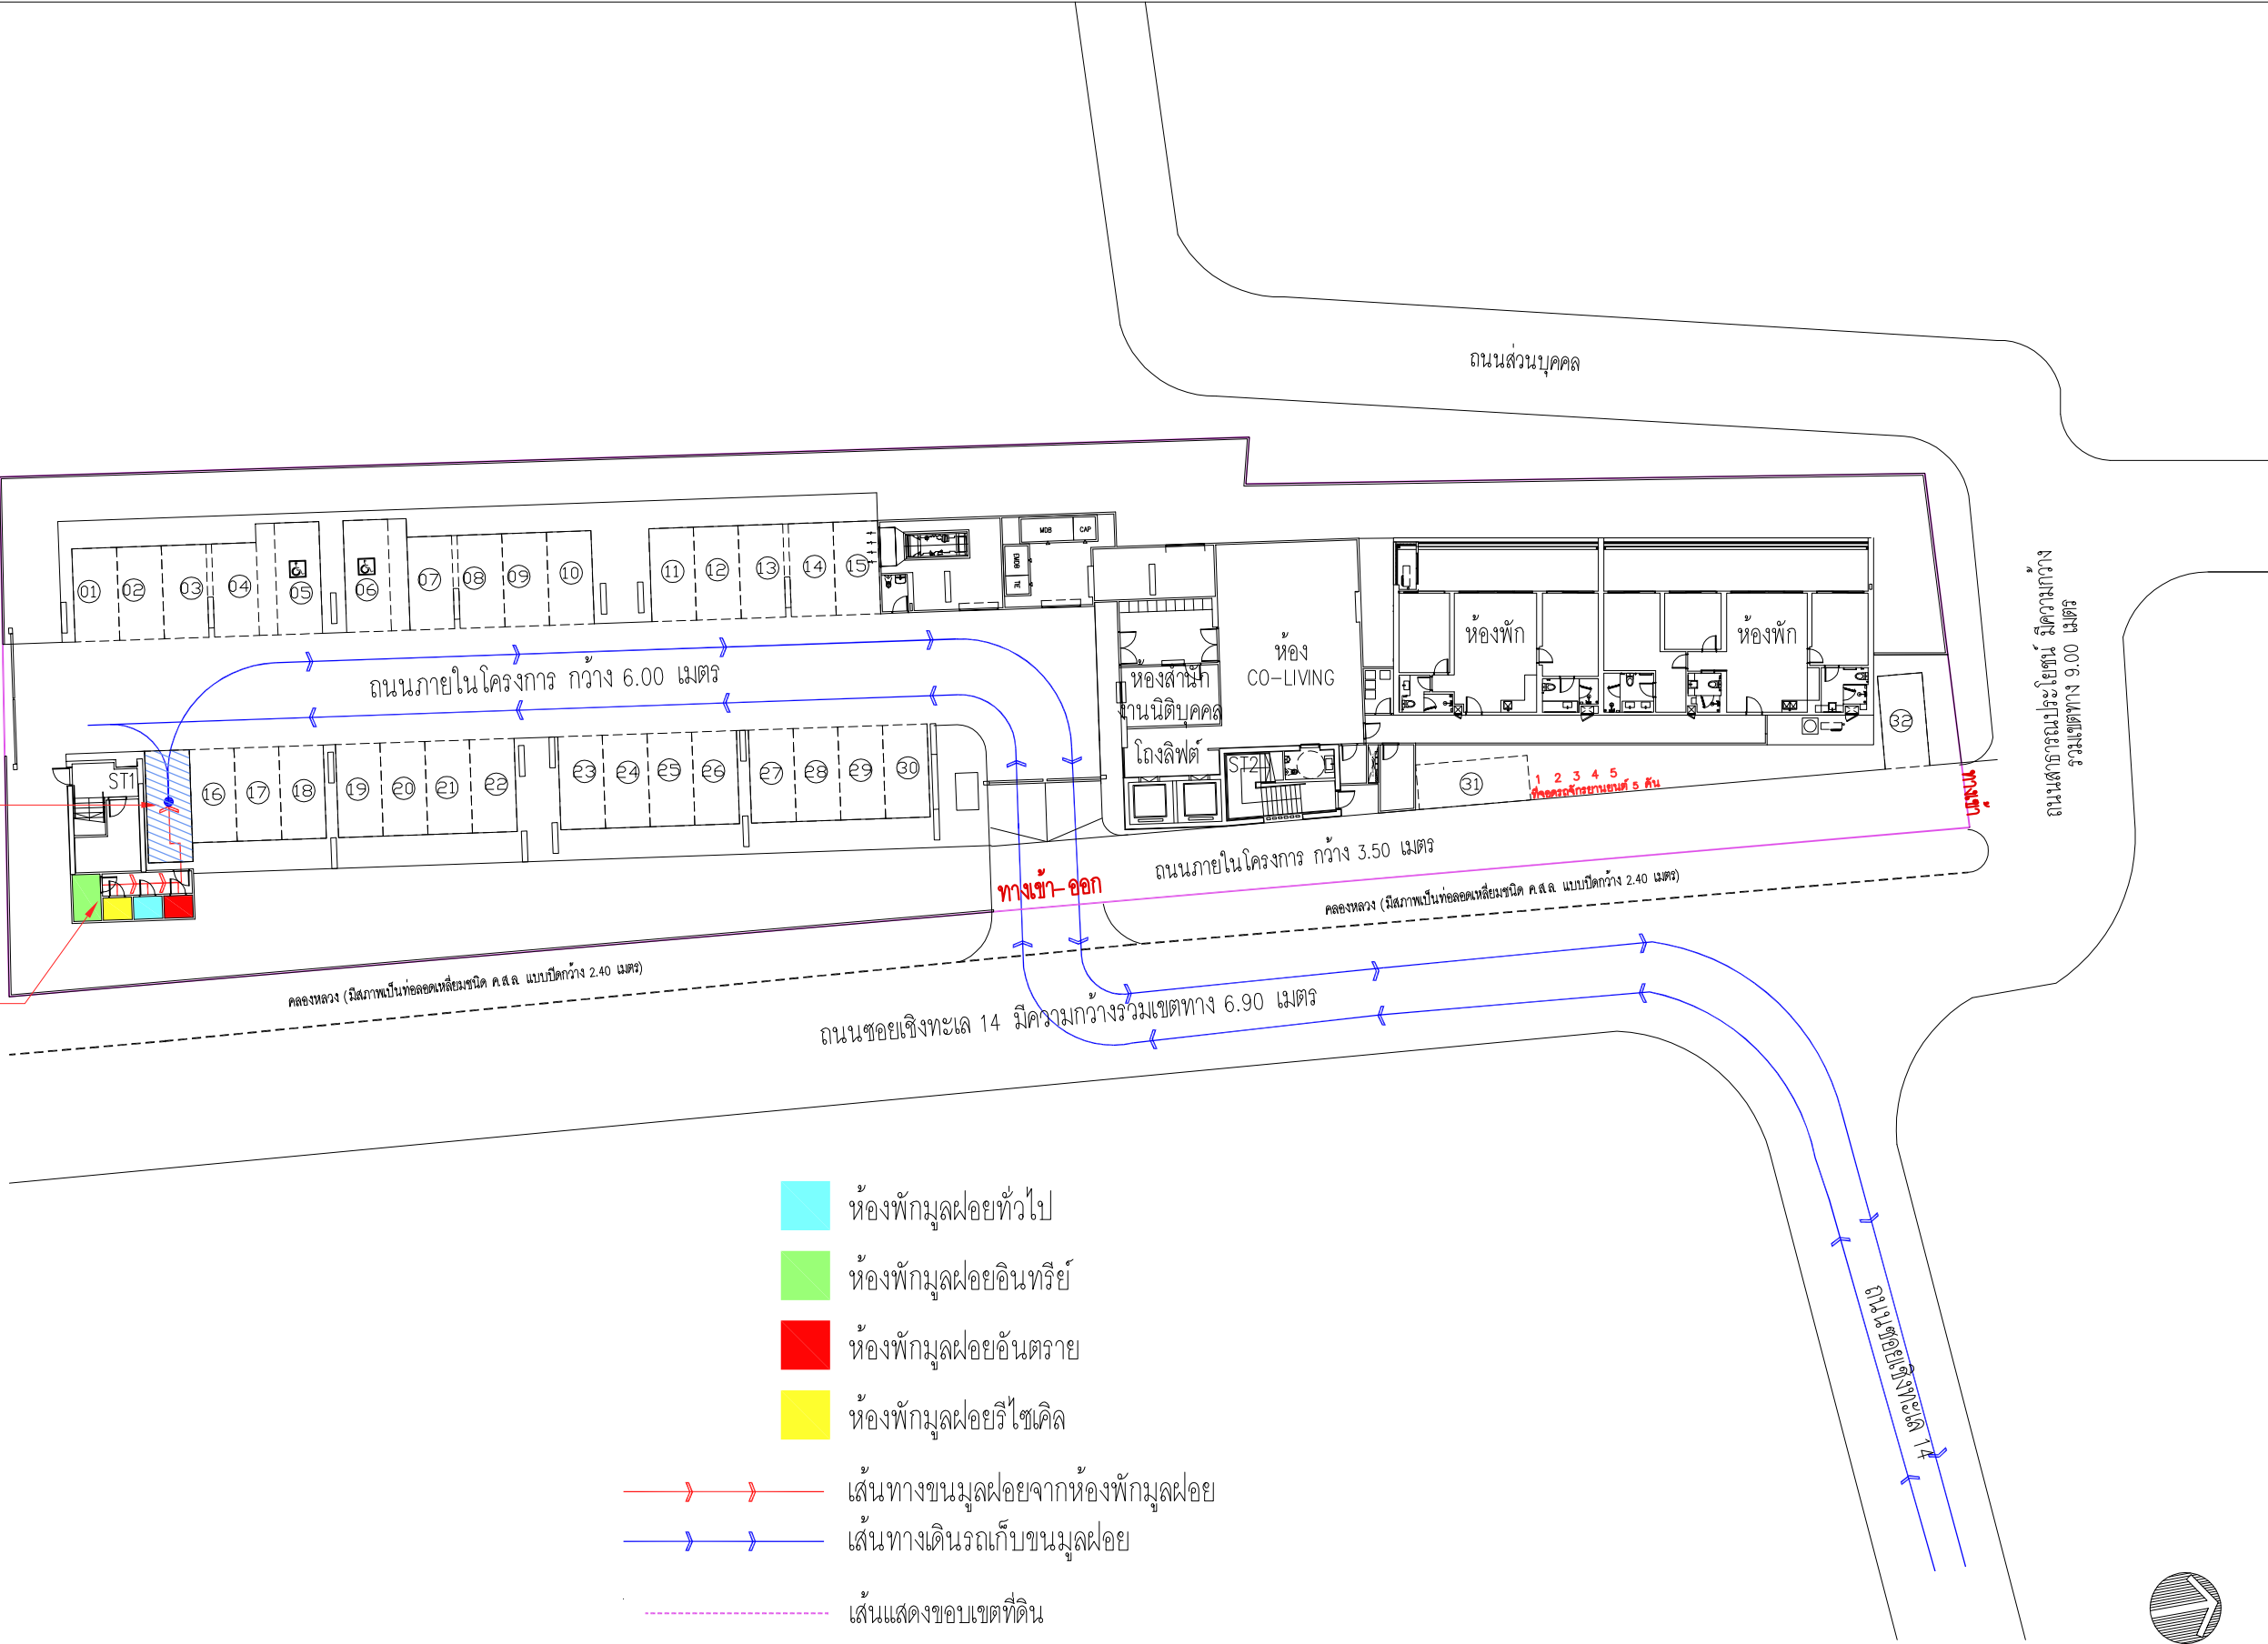 ถนนส่วนบุคคล
MDB
CAP
EMDB
TIE
01
02
03
04
05
06
07
08
09
10
11
12
13
14
15
ถนนภายในโครงการ กว้าง 6.00 เมตร
ห้องสำนัก
งานนิติบุคคล
โถงลิฟต์
ห้อง
CO-LIVING
ห้องพัก
ห้องพัก
ST1
16
17
18
19
20
21
22
23
24
25
26
27
28
29
30
ST2
31
1 2 3 4 5
ที่จอดรถจักรยานยนต์ 5 คัน
32
ทางเข้า
ถนนสาธารณประโยชน์ มีความกว้าง
รวมเขตทาง 9.00 เมตร
ทางเข้า-ออก
ถนนภายในโครงการ กว้าง 3.50 เมตร
คลองหลวง (มีสภาพเป็นท่อลอดเหลี่ยมชนิด ค.ส.ล. แบบปิดกว้าง 2.40 เมตร)
คลองหลวง (มีสภาพเป็นท่อลอดเหลี่ยมชนิด ค.ส.ล. แบบปิดกว้าง 2.40 เมตร)
ถนนซอยเชิงทะเล 14 มีความกว้างรวมเขตทาง 6.90 เมตร
ถนนซอยเชิงทะเล 14
ห้องพักมูลฝอยทั่วไป
ห้องพักมูลฝอยอินทรีย์
ห้องพักมูลฝอยอันตราย
ห้องพักมูลฝอยรีไซเคิล
เส้นทางขนมูลฝอยจากห้องพักมูลฝอย
เส้นทางเดินรถเก็บขนมูลฝอย
เส้นแสดงขอบเขตที่ดิน